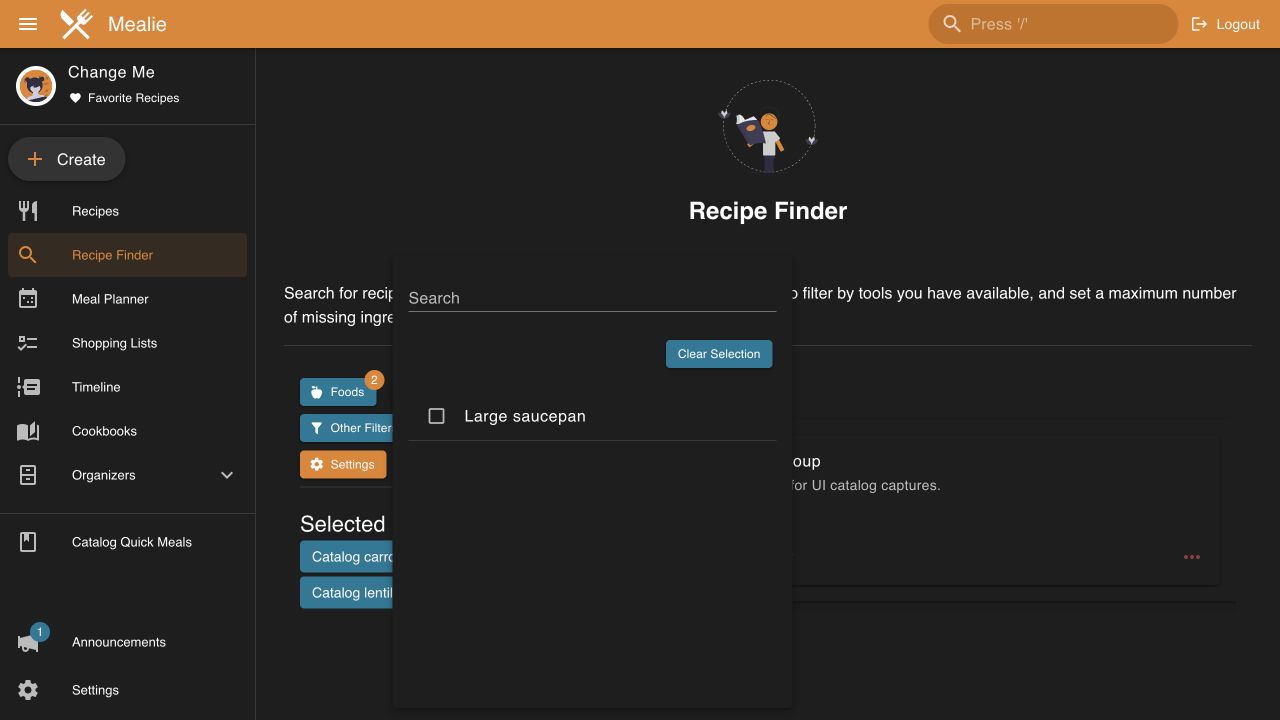 Mealie
Press '/'
Logout
Change Me
Favorite Recipes
Create
Recipes
Recipe Finder
Meal Planner
Shopping Lists
Timeline
Cookbooks
Organizers
Catalog Quick Meals
1
Announcements
Settings
Recipe Finder
Search for recip
o filter by tools you have available, and set a maximum number
of missing ingre
Search
Clear Selection
Large saucepan
Foods
2
Other Filter
Settings
Selected
Catalog carro
Catalog lentil
oup
for UI catalog captures.